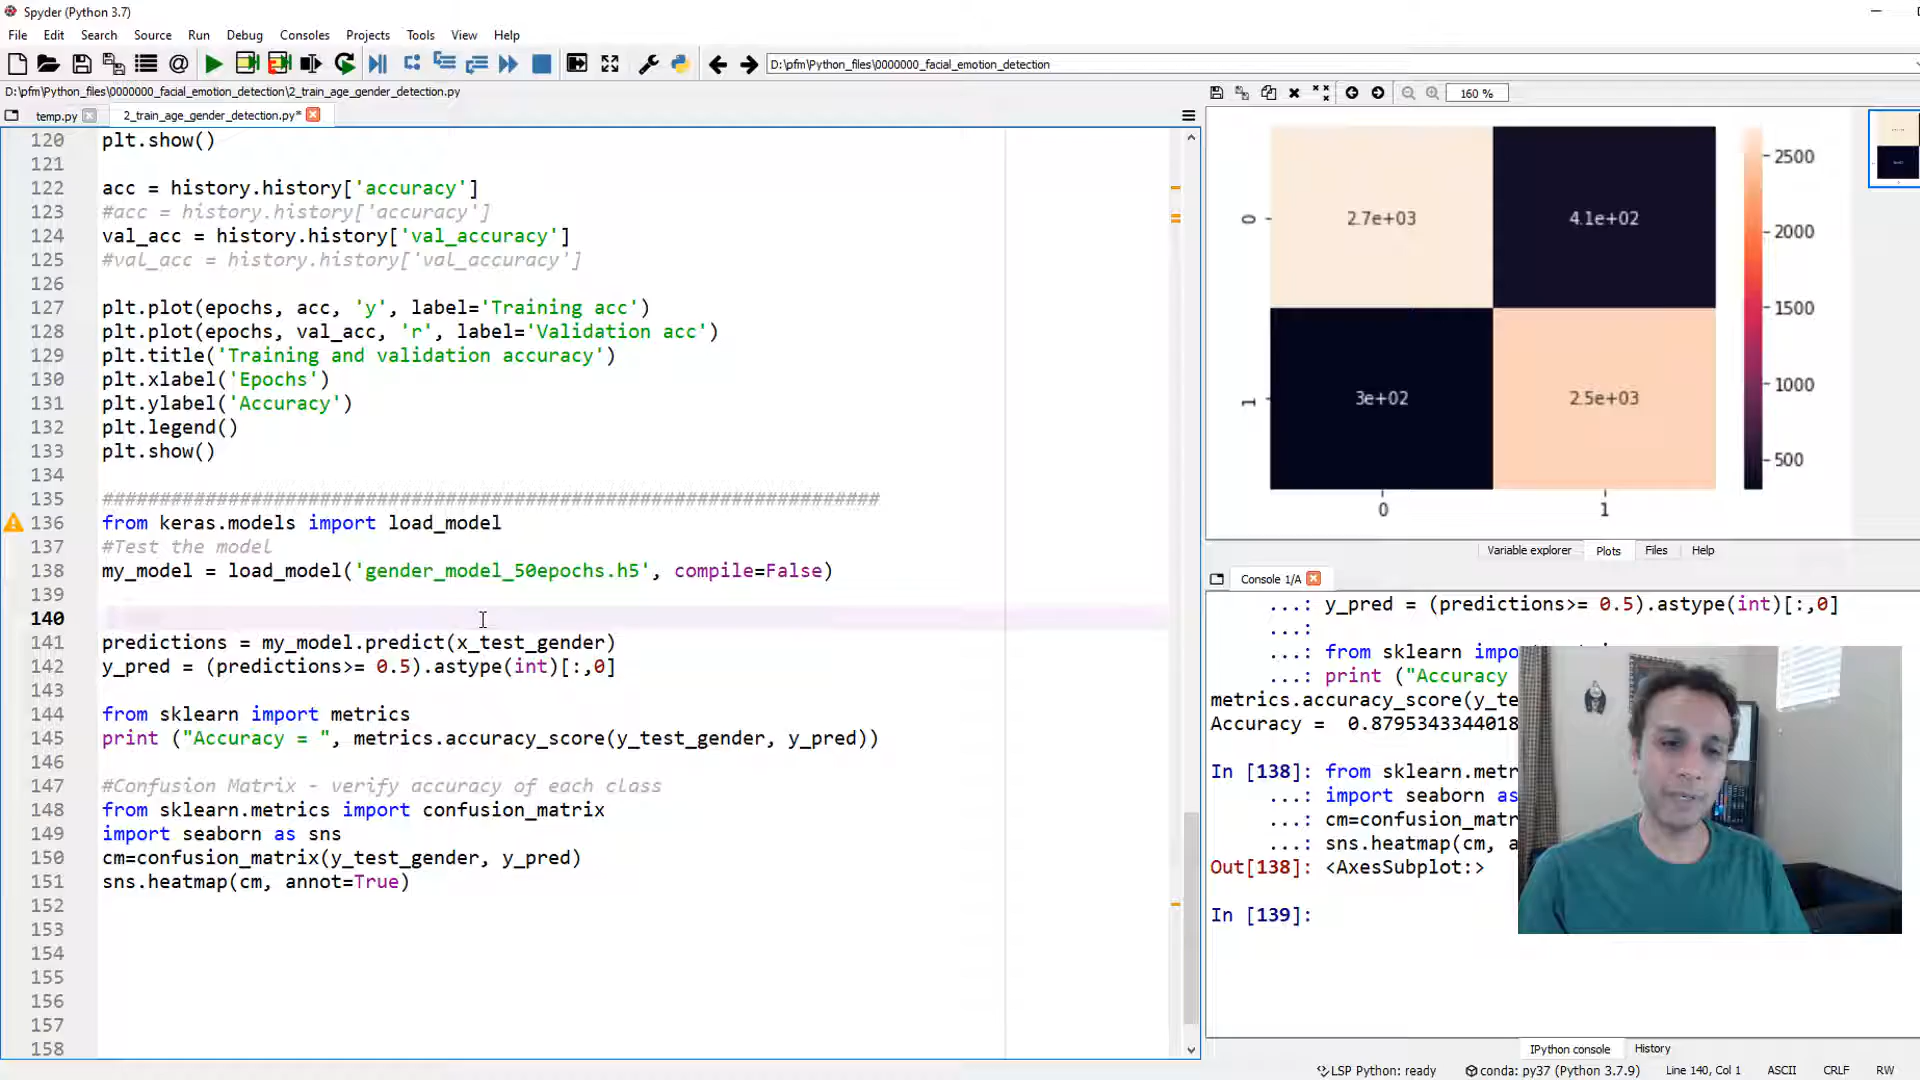 Spyder (Python 3.7)
File Edit Search Source Run Debug Consoles Projects Tools View Help
D:\pfm\Python_files\0000000_facial_emotion_detection
D:\pfm\Python_files\0000000_facial_emotion_detection\2_train_age_gender_detection.py
temp.py 2_train_age_gender_detection.py*
120 plt.show()
121
122 acc = history.history['accuracy']
123 #acc = history.history['accuracy']
124 val_acc = history.history['val_accuracy']
125 #val_acc = history.history['val_accuracy']
126
127 plt.plot(epochs, acc, 'y', label='Training acc')
128 plt.plot(epochs, val_acc, 'r', label='Validation acc')
129 plt.title('Training and validation accuracy')
130 plt.xlabel('Epochs')
131 plt.ylabel('Accuracy')
132 plt.legend()
133 plt.show()
134
135 ####################################################################
136 from keras.models import load_model
137 #Test the model
138 my_model = load_model('gender_model_50epochs.h5', compile=False)
139
140
141 predictions = my_model.predict(x_test_gender)
142 y_pred = (predictions>= 0.5).astype(int)[:,0]
143
144 from sklearn import metrics
145 print ("Accuracy = ", metrics.accuracy_score(y_test_gender, y_pred))
146
147 #Confusion Matrix - verify accuracy of each class
148 from sklearn.metrics import confusion_matrix
149 import seaborn as sns
150 cm=confusion_matrix(y_test_gender, y_pred)
151 sns.heatmap(cm, annot=True)
152
153
154
155
156
157
158
160 %
2.7e+03 4.1e+02
3e+02 2.5e+03
0
1
0 1
2500
2000
1500
1000
500
Variable explorer Plots Files Help
Console 1/A
...: y_pred = (predictions>= 0.5).astype(int)[:,0]
...:
...: from sklearn impo
...: print ("Accuracy
metrics.accuracy_score(y_te
Accuracy = 0.8795343344018
In [138]: from sklearn.metr
...: import seaborn as
...: cm=confusion_matr
...: sns.heatmap(cm, a
Out[138]: <AxesSubplot:>
In [139]:
IPython console History
LSP Python: ready conda: py37 (Python 3.7.9) Line 140, Col 1 ASCII CRLF RW